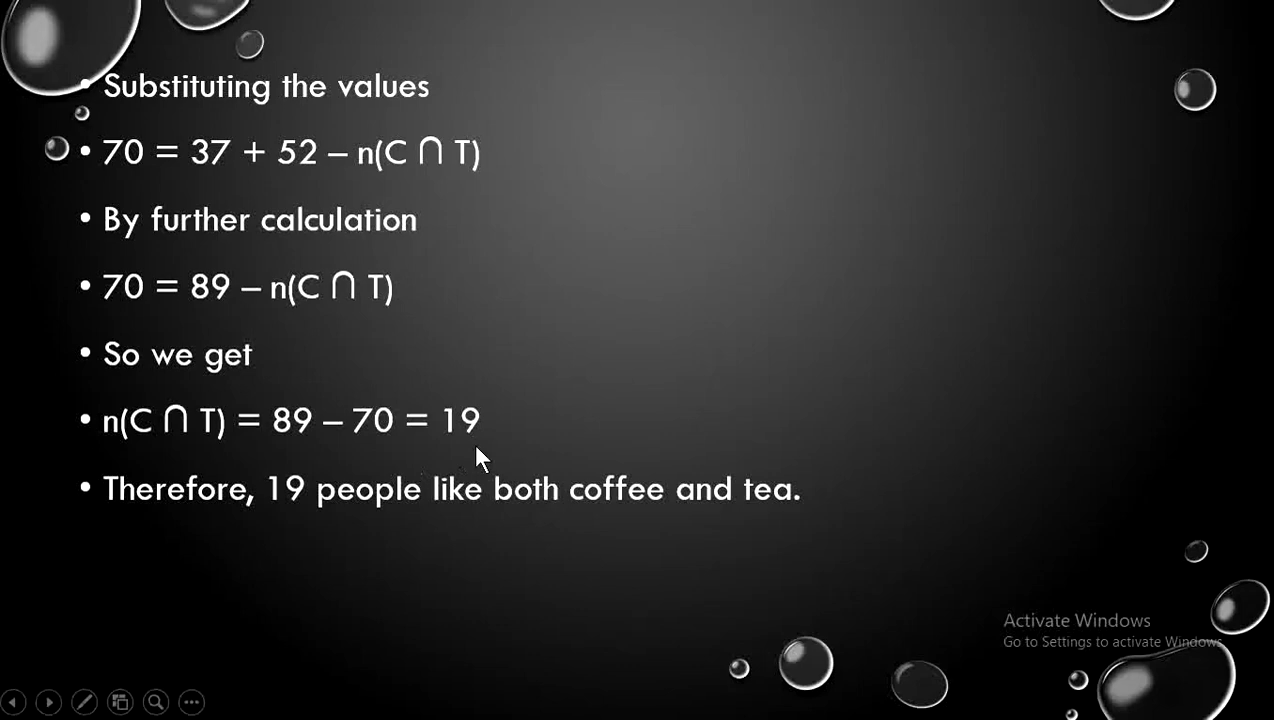 • Substituting the values
• 70 = 37 + 52 – n(C ∩ T)
• By further calculation
• 70 = 89 – n(C ∩ T)
• So we get
• n(C ∩ T) = 89 – 70 = 19
• Therefore, 19 people like both coffee and tea.
Activate Windows
Go to Settings to activate Windows.